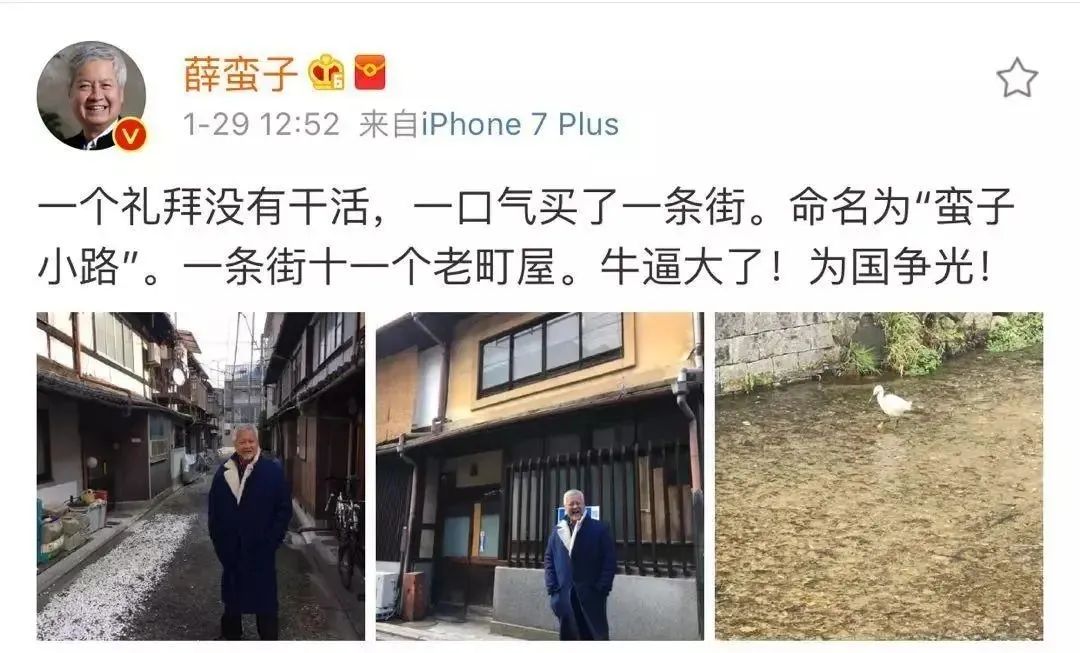 薛蛮子
1-29 12:52 来自iPhone 7 Plus
一个礼拜没有干活，一口气买了一条街。命名为“蛮子
小路”。一条街十一个老町屋。牛逼大了！为国争光！